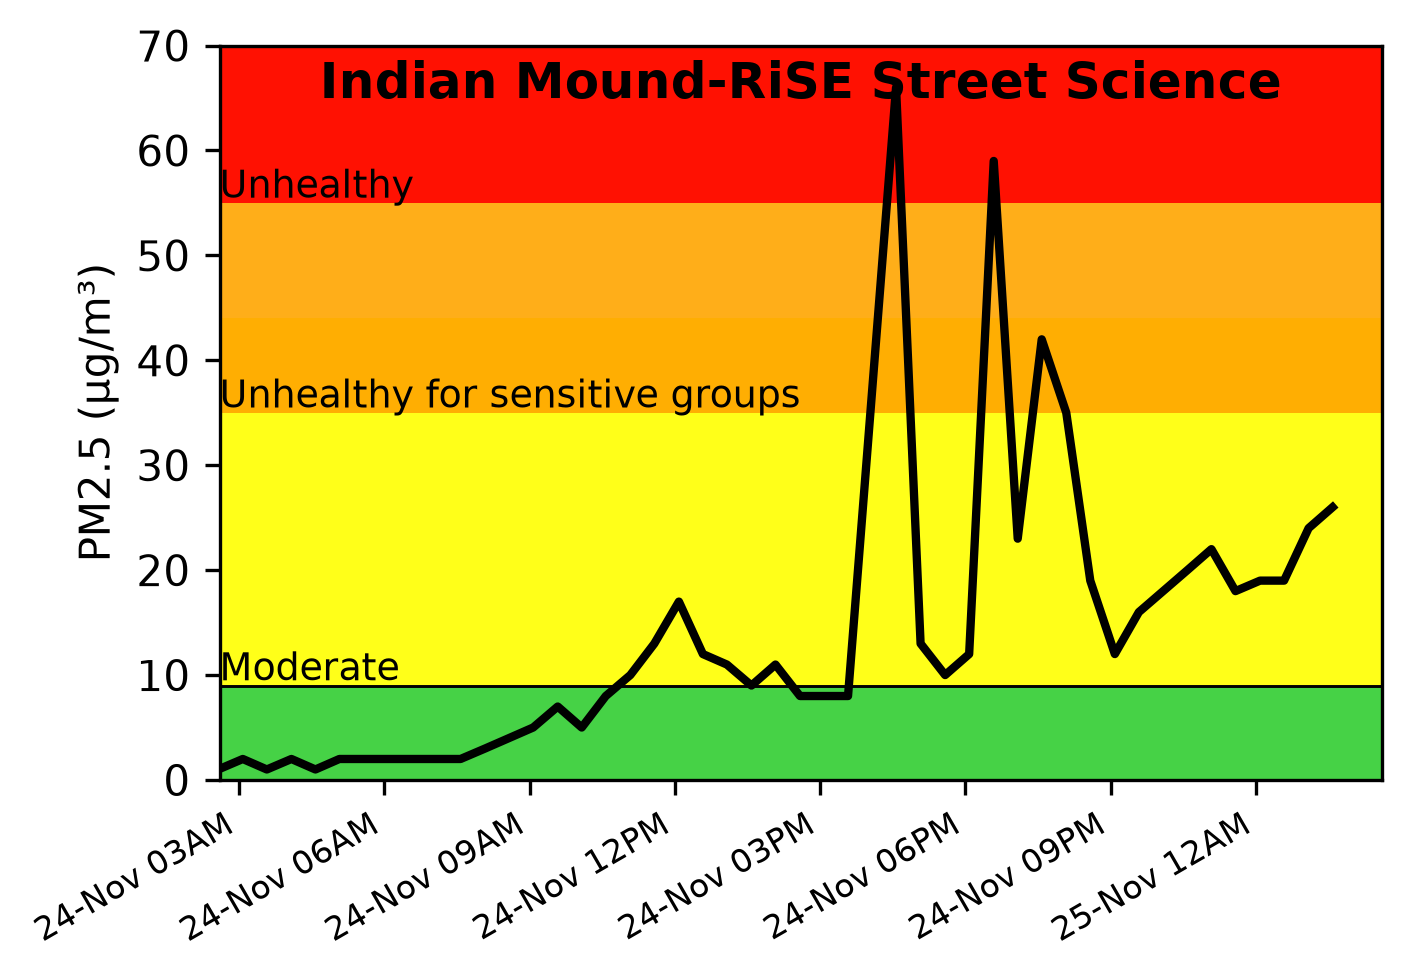 Indian Mound-RiSE Street Science
70
60
50
40
30
20
10
0
PM2.5 (µg/m³)
Unhealthy
Unhealthy for sensitive groups
Moderate
24-Nov 03AM
24-Nov 06AM
24-Nov 09AM
24-Nov 12PM
24-Nov 03PM
24-Nov 06PM
24-Nov 09PM
25-Nov 12AM